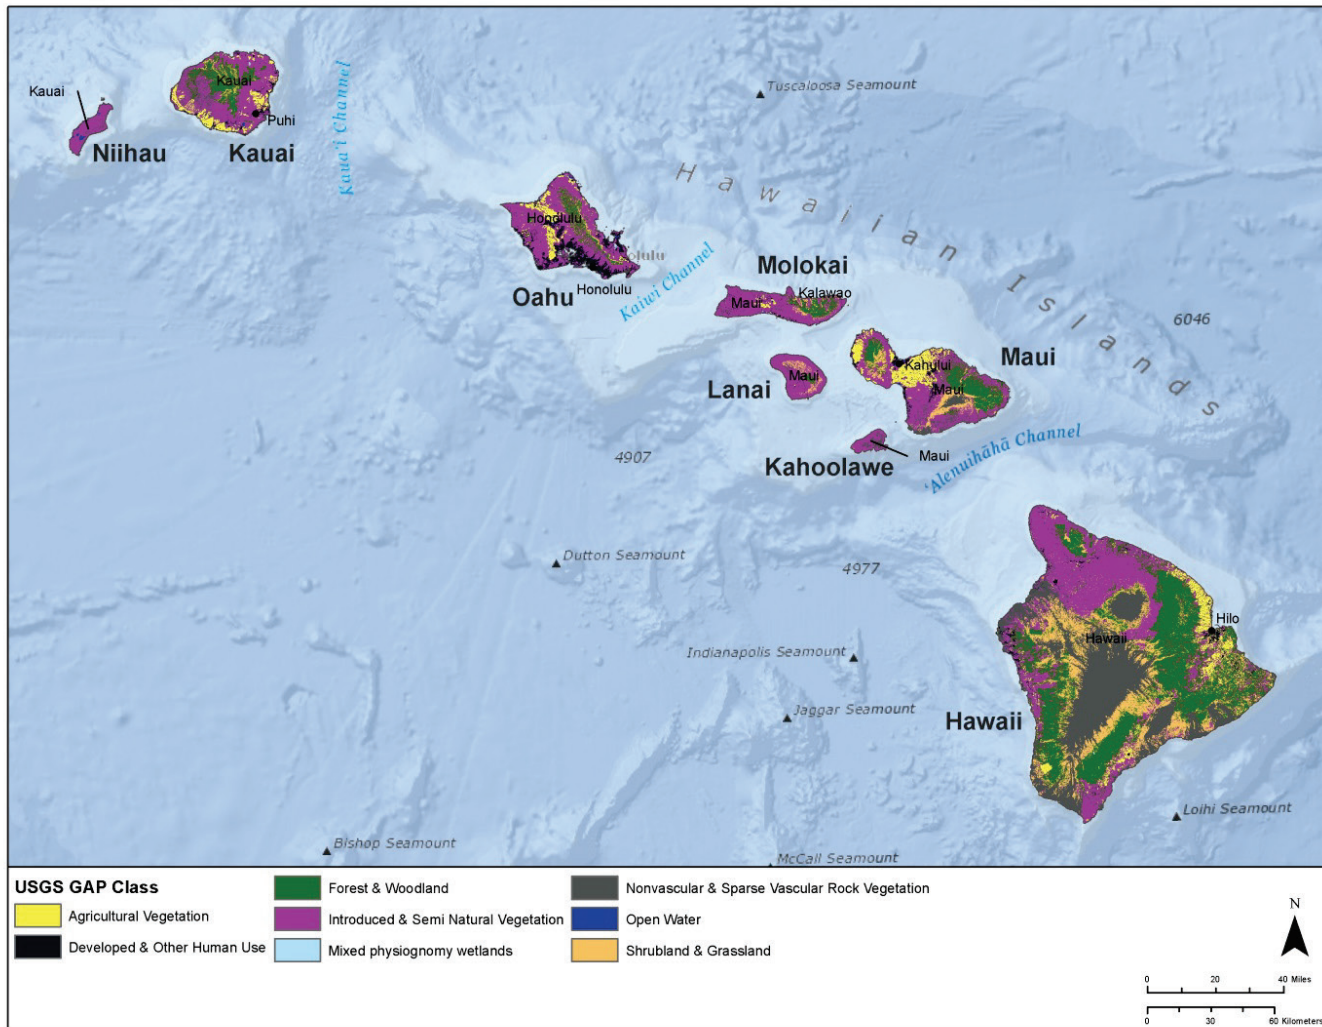 Tuscaloosa Seamount
Kauai
Kauai
Puhi
Niihau
Kauai
Kaua'i Channel
Hawaiian Islands
Honolulu
Honolulu
Oahu
Kaiwi Channel
Molokai
Kalawao
Maui
6046
Maui
Kahului
Maui
Lanai
Maui
Kahoolawe
Maui
'Alenuihāhā Channel
4907
Dutton Seamount
4977
Hilo
Hawaii
Indianapolis Seamount
Jaggar Seamount
Hawaii
Loihi Seamount
Bishop Seamount
McCall Seamount
USGS GAP Class
Agricultural Vegetation
Developed & Other Human Use
Forest & Woodland
Introduced & Semi Natural Vegetation
Mixed physiognomy wetlands
Nonvascular & Sparse Vascular Rock Vegetation
Open Water
Shrubland & Grassland
N
0 20 40 Miles
0 30 60 Kilometers